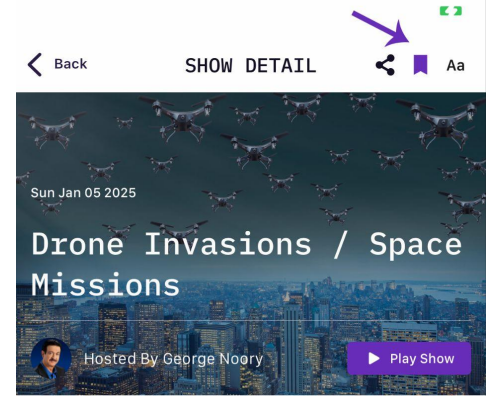 Back
SHOW DETAIL
Aa
Sun Jan 05 2025
Drone Invasions / Space
Missions
Hosted By George Noory
Play Show